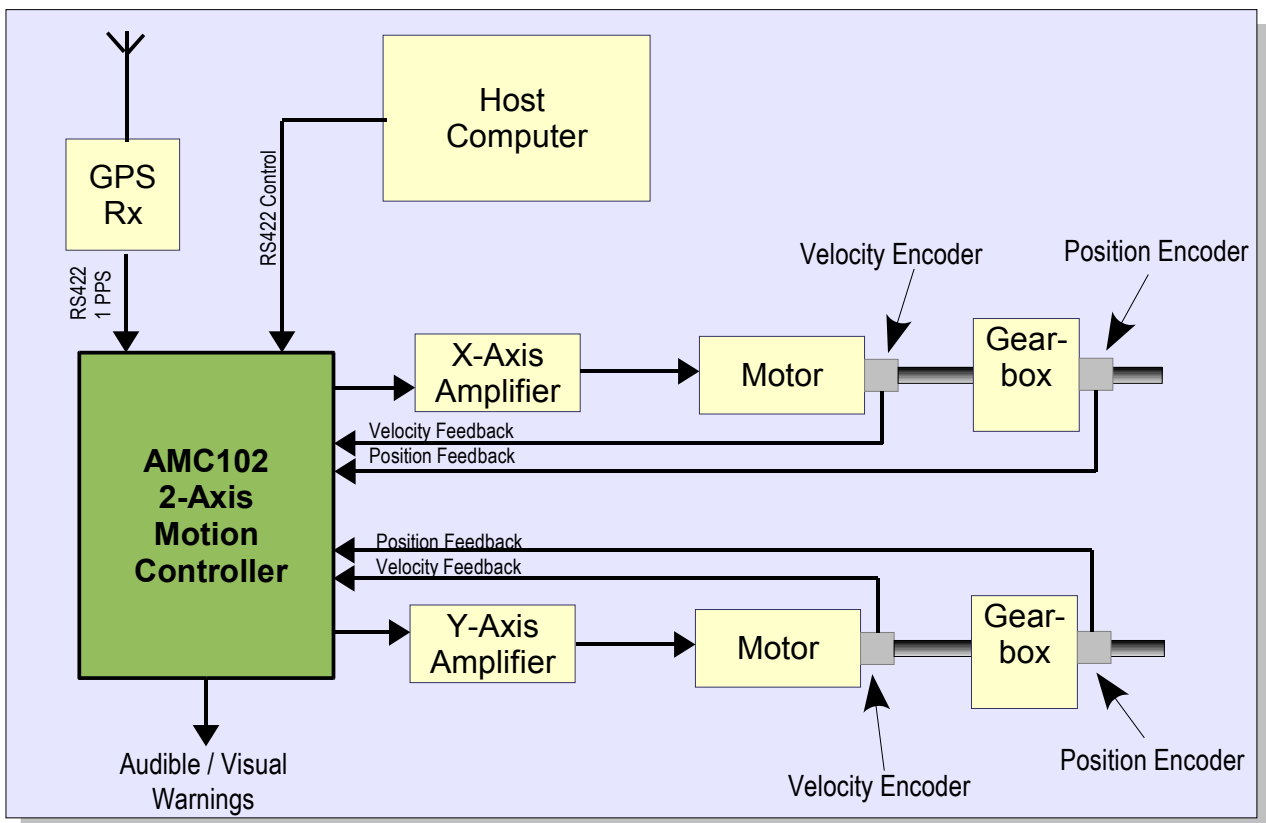 Host
Computer
GPS
Rx
RS422 Control
RS422
1 PPS
Velocity Encoder
Position Encoder
X-Axis
Amplifier
Motor
Gear-
box
Velocity Feedback
Position Feedback
AMC102
2-Axis
Motion
Controller
Position Feedback
Velocity Feedback
Y-Axis
Amplifier
Motor
Gear-
box
Audible / Visual
Warnings
Velocity Encoder
Position Encoder